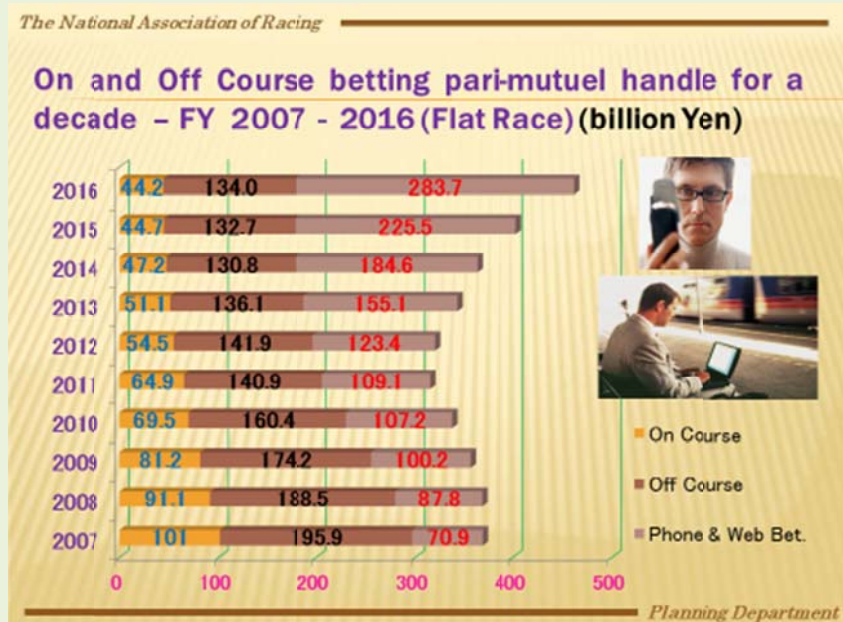 The National Association of Racing
On and Off Course betting pari-mutuel handle for a
decade – FY 2007 - 2016 (Flat Race) (billion Yen)
2016 44.2 134.0 283.7
2015 44.7 132.7 225.5
2014 47.2 130.8 184.6
2013 51.1 136.1 155.1
2012 54.5 141.9 123.4
2011 64.9 140.9 109.1
2010 69.5 160.4 107.2
2009 81.2 174.2 100.2
2008 91.1 188.5 87.8
2007 101 195.9 70.9
0 100 200 300 400 500
On Course
Off Course
Phone & Web Bet.
Planning Department